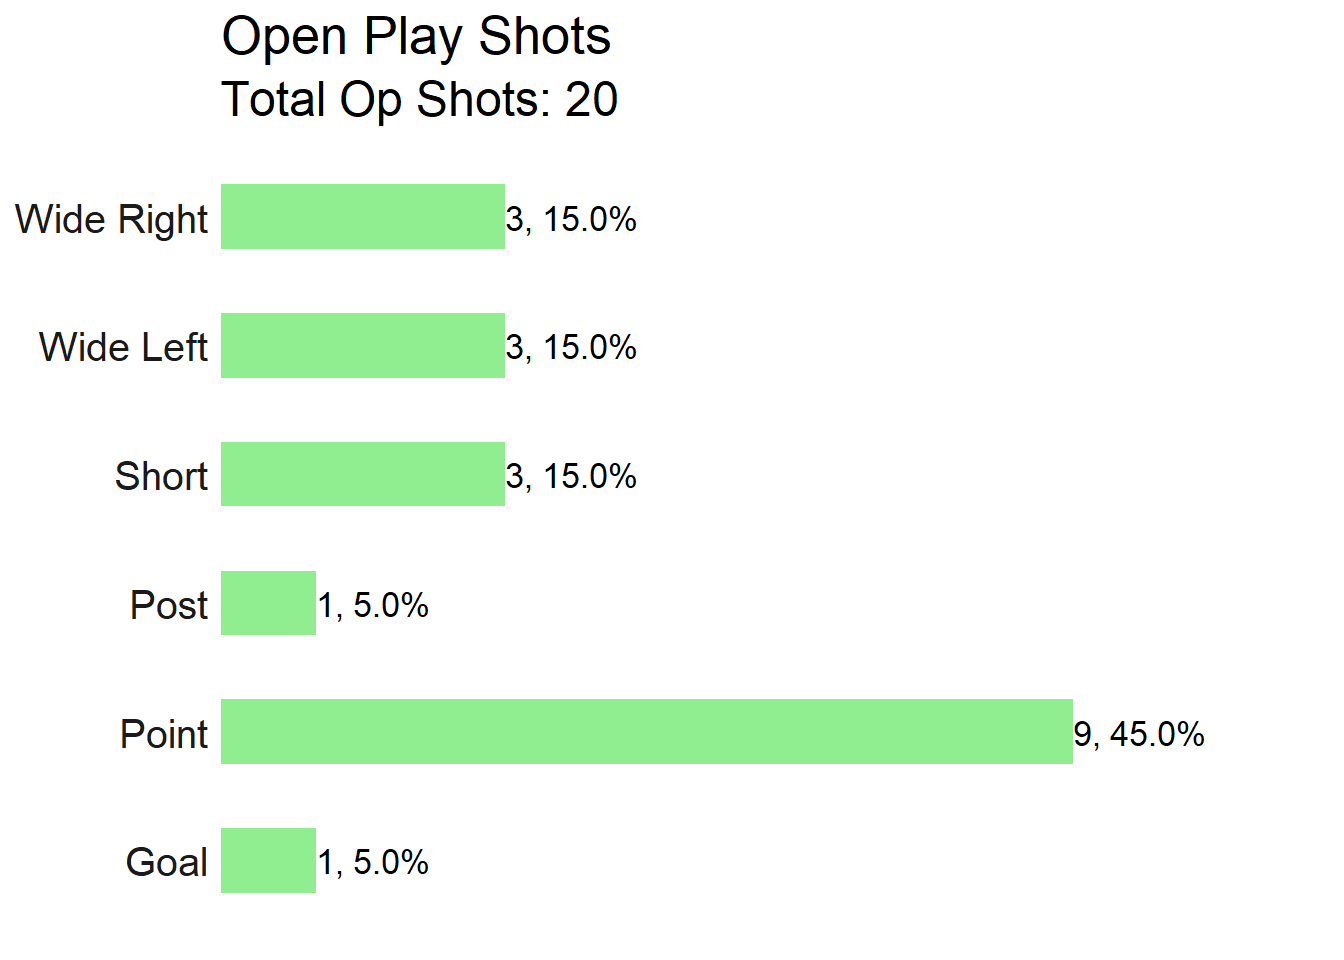 Open Play Shots
Total Op Shots: 20
Wide Right 3, 15.0%
Wide Left 3, 15.0%
Short 3, 15.0%
Post 1, 5.0%
Point 9, 45.0%
Goal 1, 5.0%